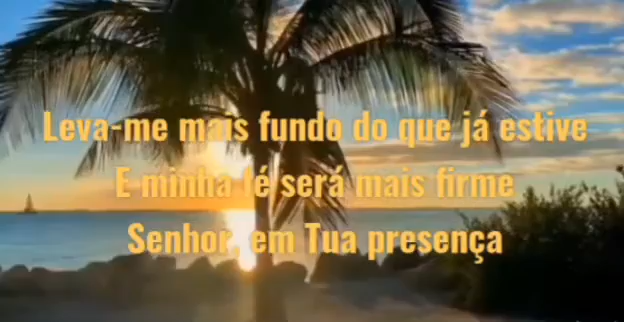 Leva-me mais fundo do que já estive
E minha fé será mais firme
Senhor, em Tua presença